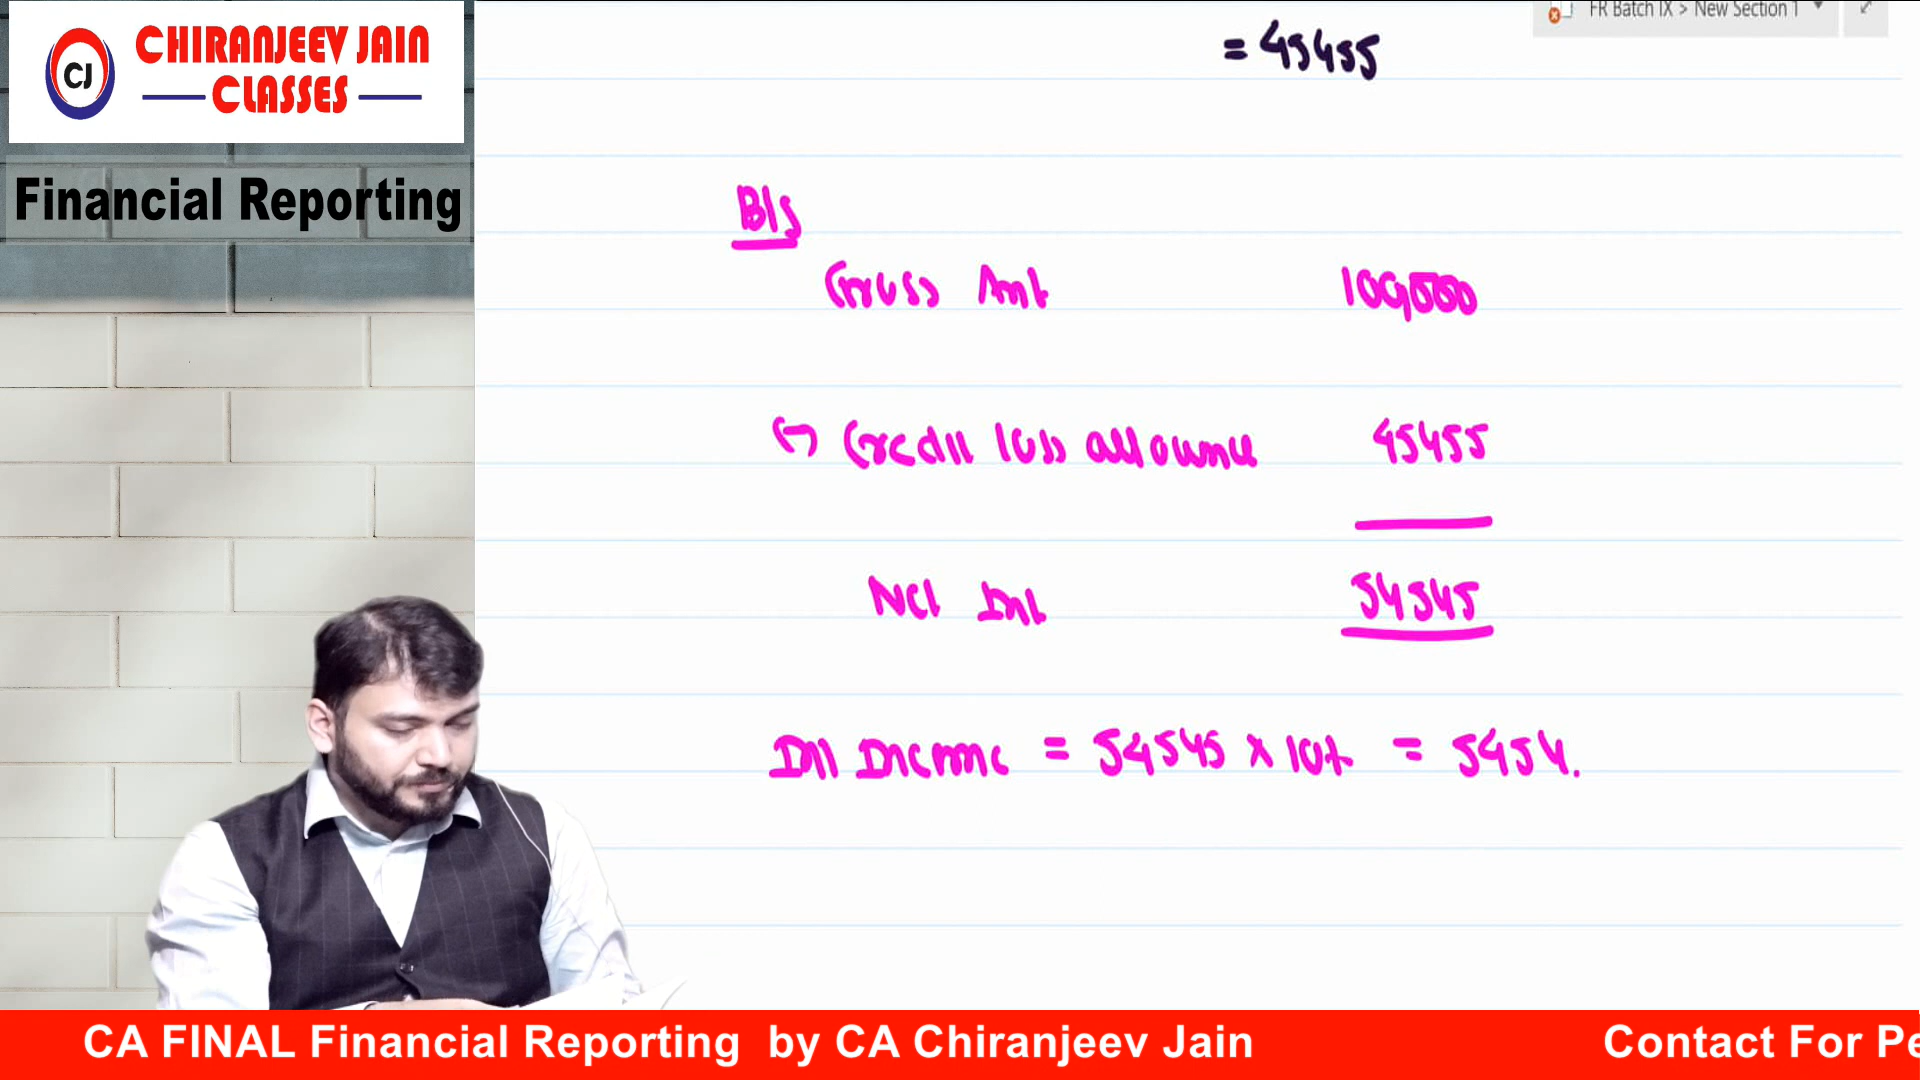 CHIRANJEEV JAIN
CLASSES
CJ
Financial Reporting
FR Batch IX > New Section 1
= 45455
B/S
Gross Amt 100,000
(-) Credit loss allowance 45455
Net Amt 54545
Int Income = 54545 x 10% = 5454.
CA FINAL Financial Reporting by CA Chiranjeev Jain
Contact For Pe